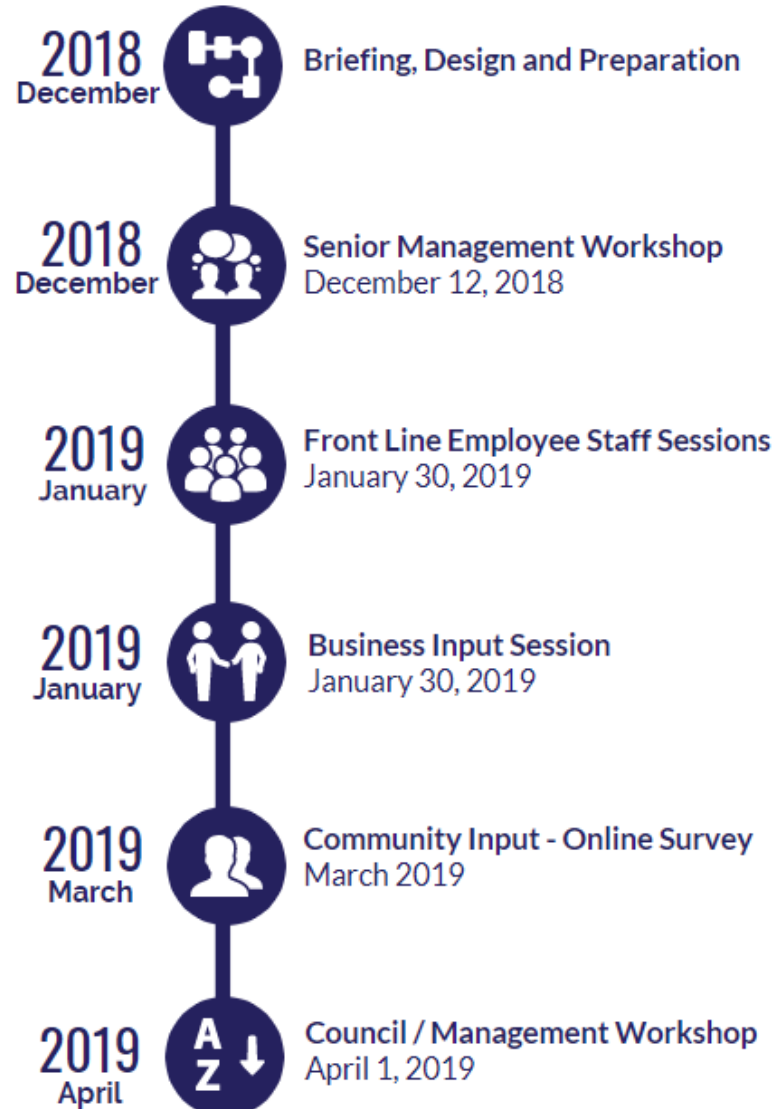 2018
December
Briefing, Design and Preparation
2018
December
Senior Management Workshop
December 12, 2018
2019
January
Front Line Employee Staff Sessions
January 30, 2019
2019
January
Business Input Session
January 30, 2019
2019
March
Community Input - Online Survey
March 2019
2019
April
A
Z
Council / Management Workshop
April 1, 2019